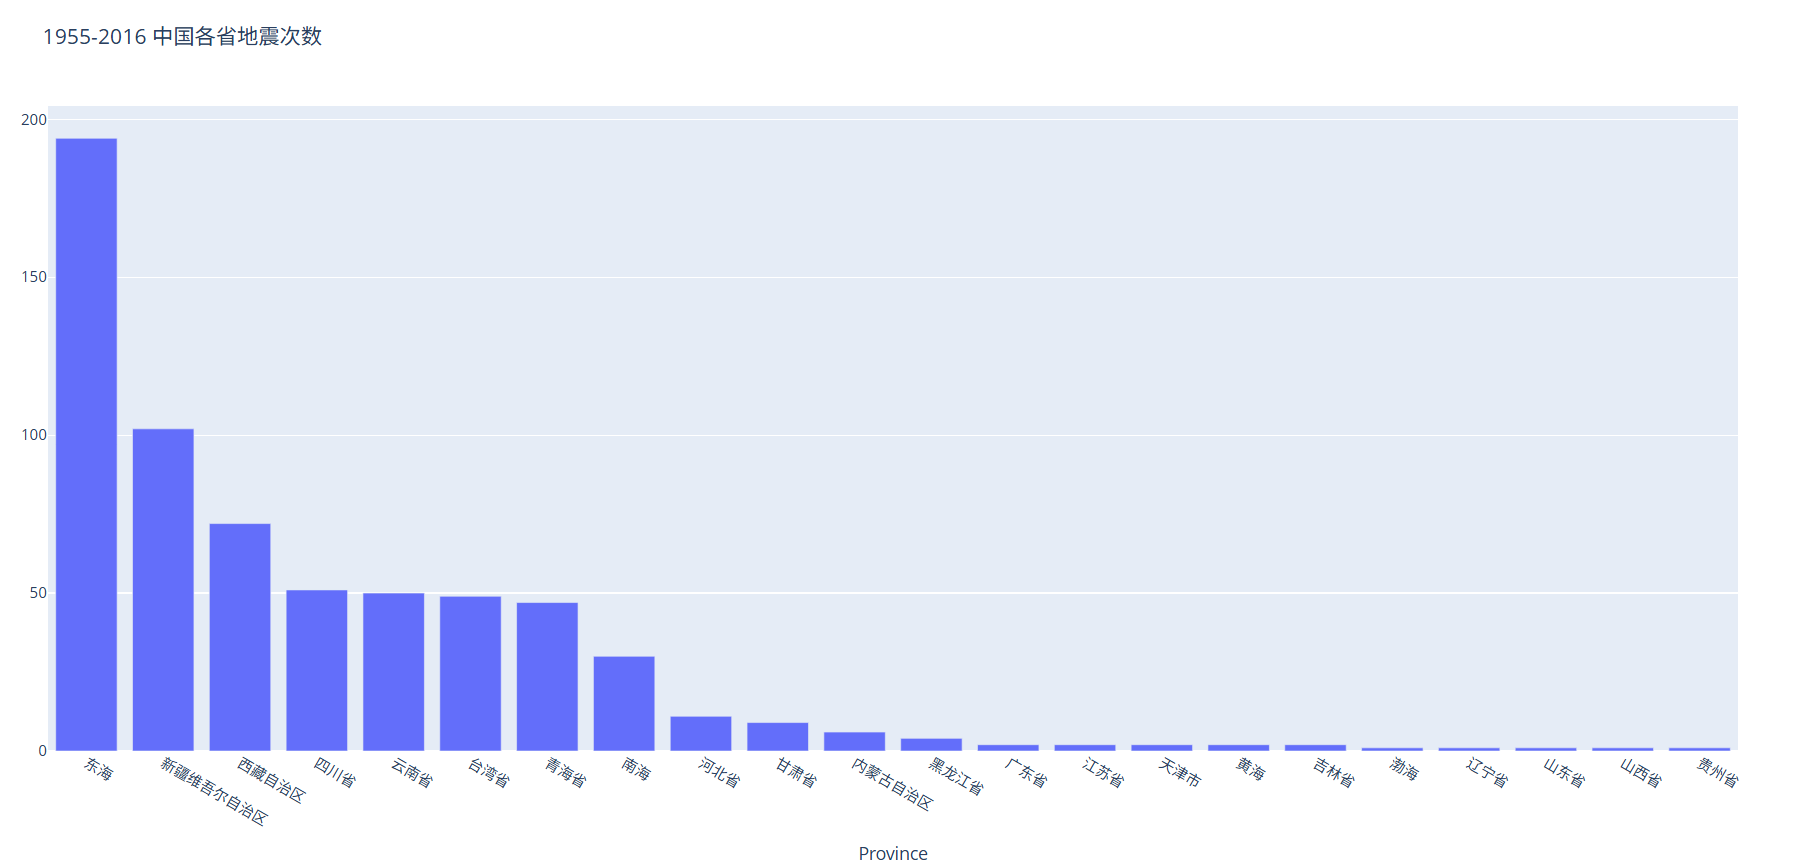 1955-2016 中国各省地震次数
200
150
100
50
0
东海
新疆维吾尔自治区
西藏自治区
四川省
云南省
台湾省
青海省
南海
河北省
甘肃省
内蒙古自治区
黑龙江省
广东省
江苏省
天津市
黄海
吉林省
渤海
辽宁省
山东省
山西省
贵州省
Province